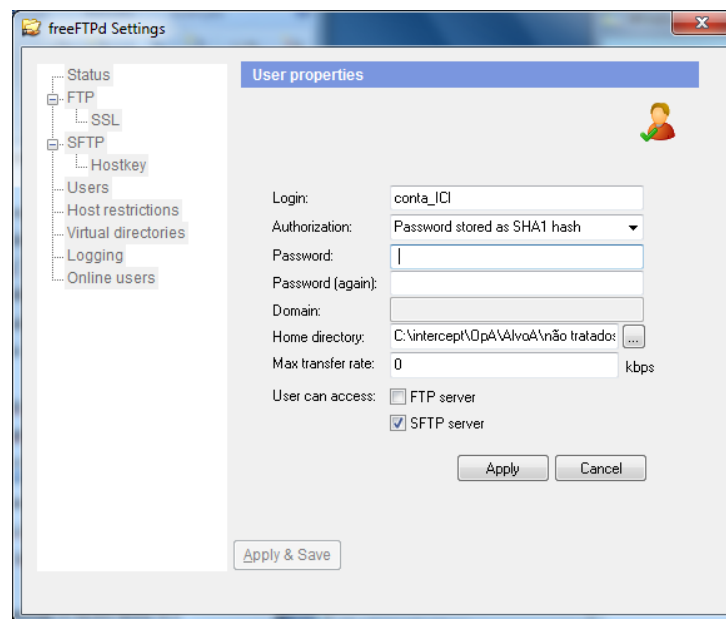 freeFTPd Settings
Status
FTP
SSL
SFTP
Hostkey
Users
Host restrictions
Virtual directories
Logging
Online users
User properties
Login: conta_ICI
Authorization: Password stored as SHA1 hash
Password:
Password (again):
Domain:
Home directory: C:\intercept\OpA\AlvoA\não tratados ...
Max transfer rate: 0 kbps
User can access: FTP server
SFTP server
Apply Cancel
Apply & Save